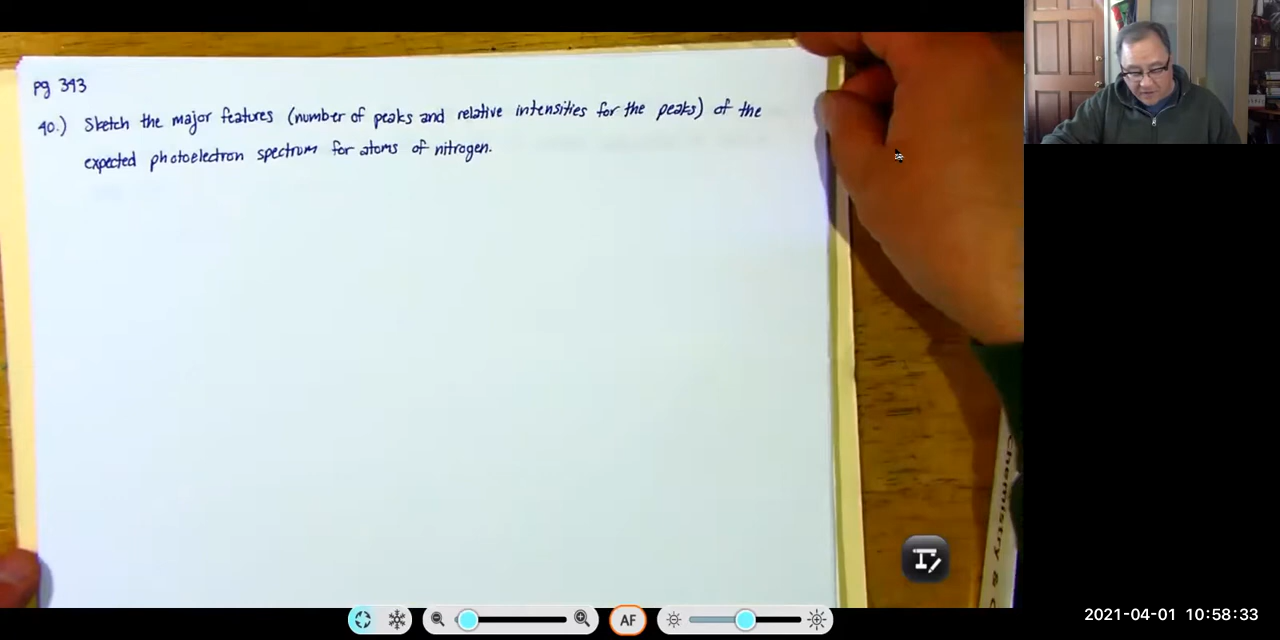 pg 393
40.) Sketch the major features (number of peaks and relative intensities for the peaks) of the
expected photoelectron spectrum for atoms of nitrogen.
Chemistry &
AF
2021-04-01 10:58:33